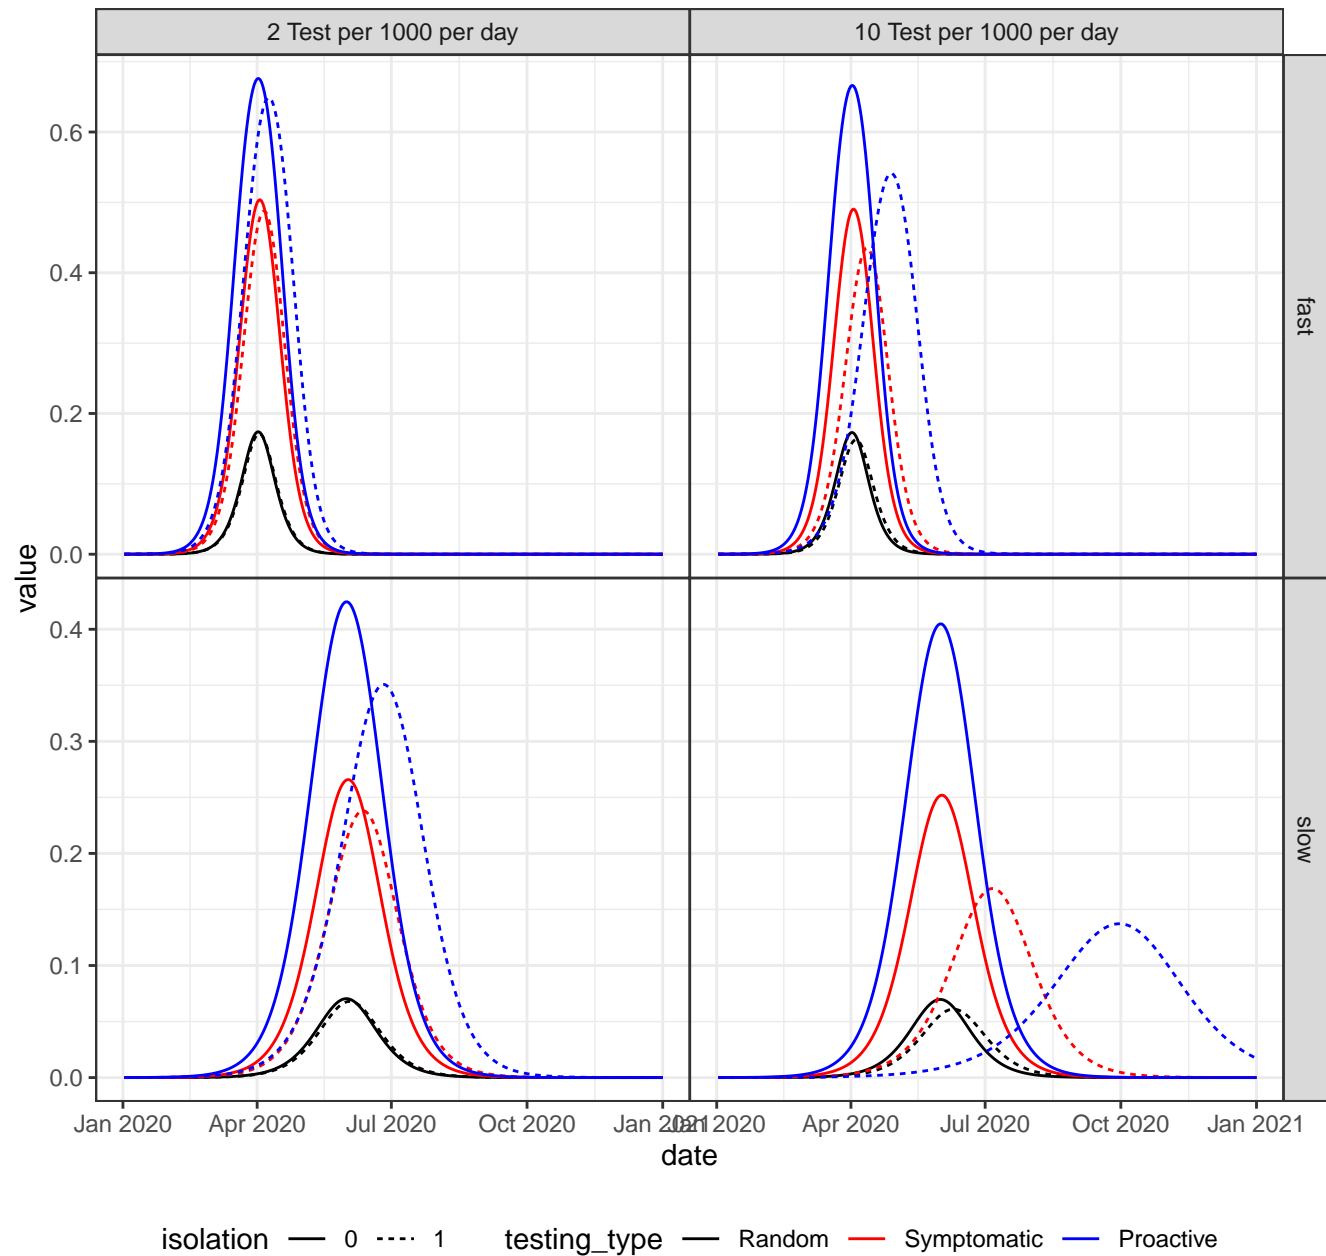 2 Test per 1000 per day
10 Test per 1000 per day
value
0.6
0.4
0.2
0.0
fast
0.4
0.3
0.2
0.1
0.0
slow
Jan 2020
Apr 2020
Jul 2020
Oct 2020
Jan 2021
Jan 2020
Apr 2020
Jul 2020
Oct 2020
Jan 2021
date
isolation 0 1 testing_type Random Symptomatic Proactive